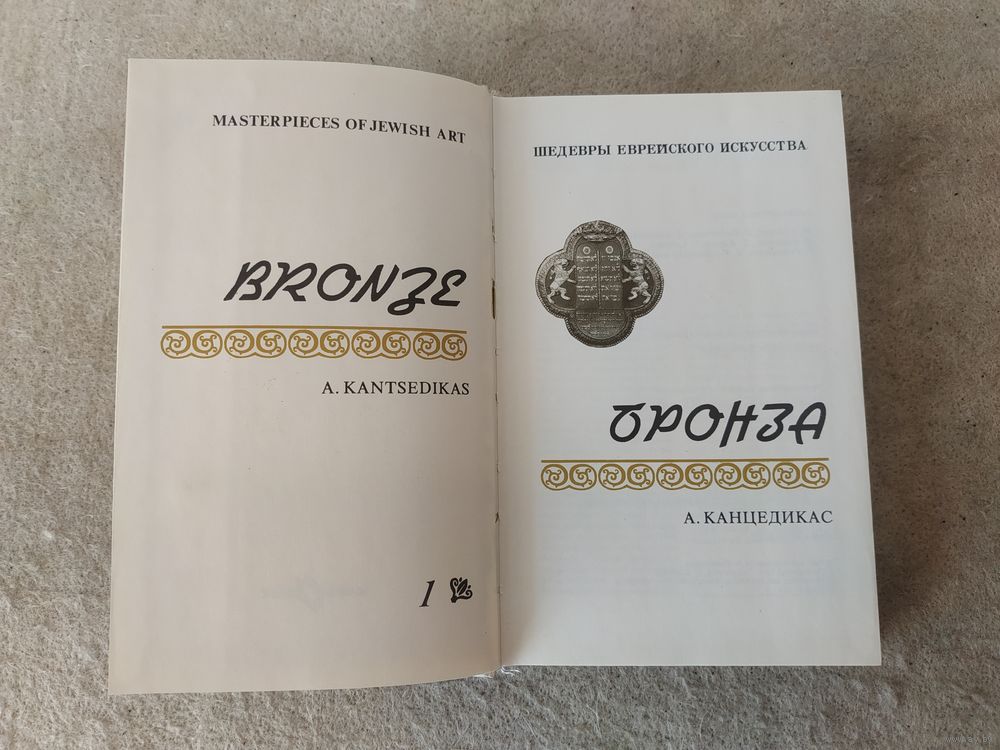 MASTERPIECES OF JEWISH ART
BRONZE
A. KANTSEDIKAS
1
ШЕДЕВРЫ ЕВРЕЙСКОГО ИСКУССТВА
БРОНЗА
А. КАНЦЕДИКАС